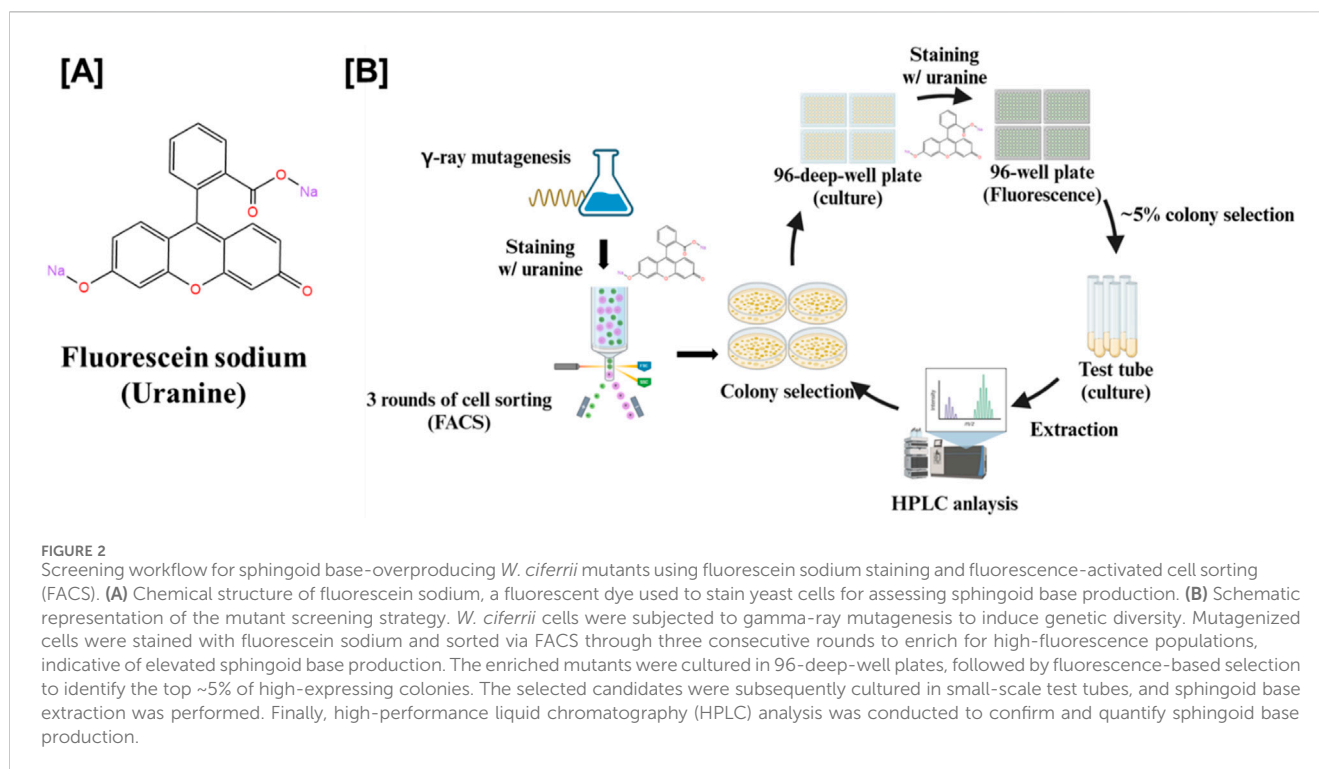 [A]
Na
O
O
Na
O
O
O
Fluorescein sodium
(Uranine)
[B]
γ-ray mutagenesis
Staining
w/ uranine
3 rounds of cell sorting
(FACS)
Colony selection
96-deep-well plate
(culture)
Staining
w/ uranine
96-well plate
(Fluorescence)
~5% colony selection
Test tube
(culture)
Extraction
Intensity
HPLC anlaysis
FIGURE 2
Screening workflow for sphingoid base-overproducing W. ciferrii mutants using fluorescein sodium staining and fluorescence-activated cell sorting
(FACS). (A) Chemical structure of fluorescein sodium, a fluorescent dye used to stain yeast cells for assessing sphingoid base production. (B) Schematic
representation of the mutant screening strategy. W. ciferrii cells were subjected to gamma-ray mutagenesis to induce genetic diversity. Mutagenized
cells were stained with fluorescein sodium and sorted via FACS through three consecutive rounds to enrich for high-fluorescence populations,
indicative of elevated sphingoid base production. The enriched mutants were cultured in 96-deep-well plates, followed by fluorescence-based selection
to identify the top ~5% of high-expressing colonies. The selected candidates were subsequently cultured in small-scale test tubes, and sphingoid base
extraction was performed. Finally, high-performance liquid chromatography (HPLC) analysis was conducted to confirm and quantify sphingoid base
production.